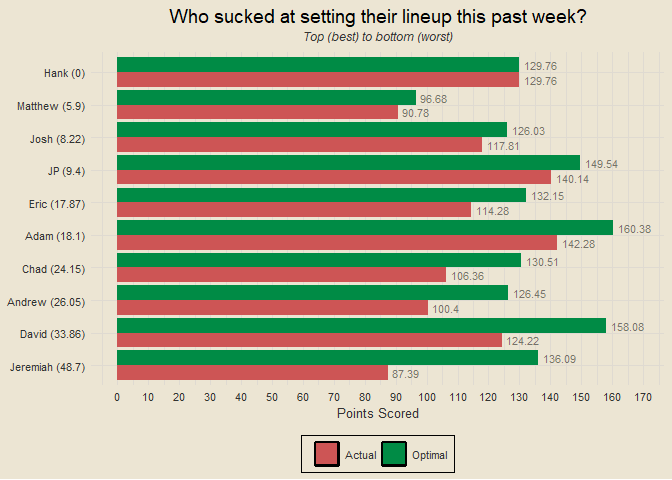 Who sucked at setting their lineup this past week?
Top (best) to bottom (worst)
Hank (0)
129.76
129.76
Matthew (5.9)
96.68
90.78
Josh (8.22)
126.03
117.81
JP (9.4)
149.54
140.14
Eric (17.87)
132.15
114.28
Adam (18.1)
160.38
142.28
Chad (24.15)
130.51
106.36
Andrew (26.05)
126.45
100.4
David (33.86)
158.08
124.22
Jeremiah (48.7)
136.09
87.39
0 10 20 30 40 50 60 70 80 90 100 110 120 130 140 150 160 170
Points Scored
Actual Optimal